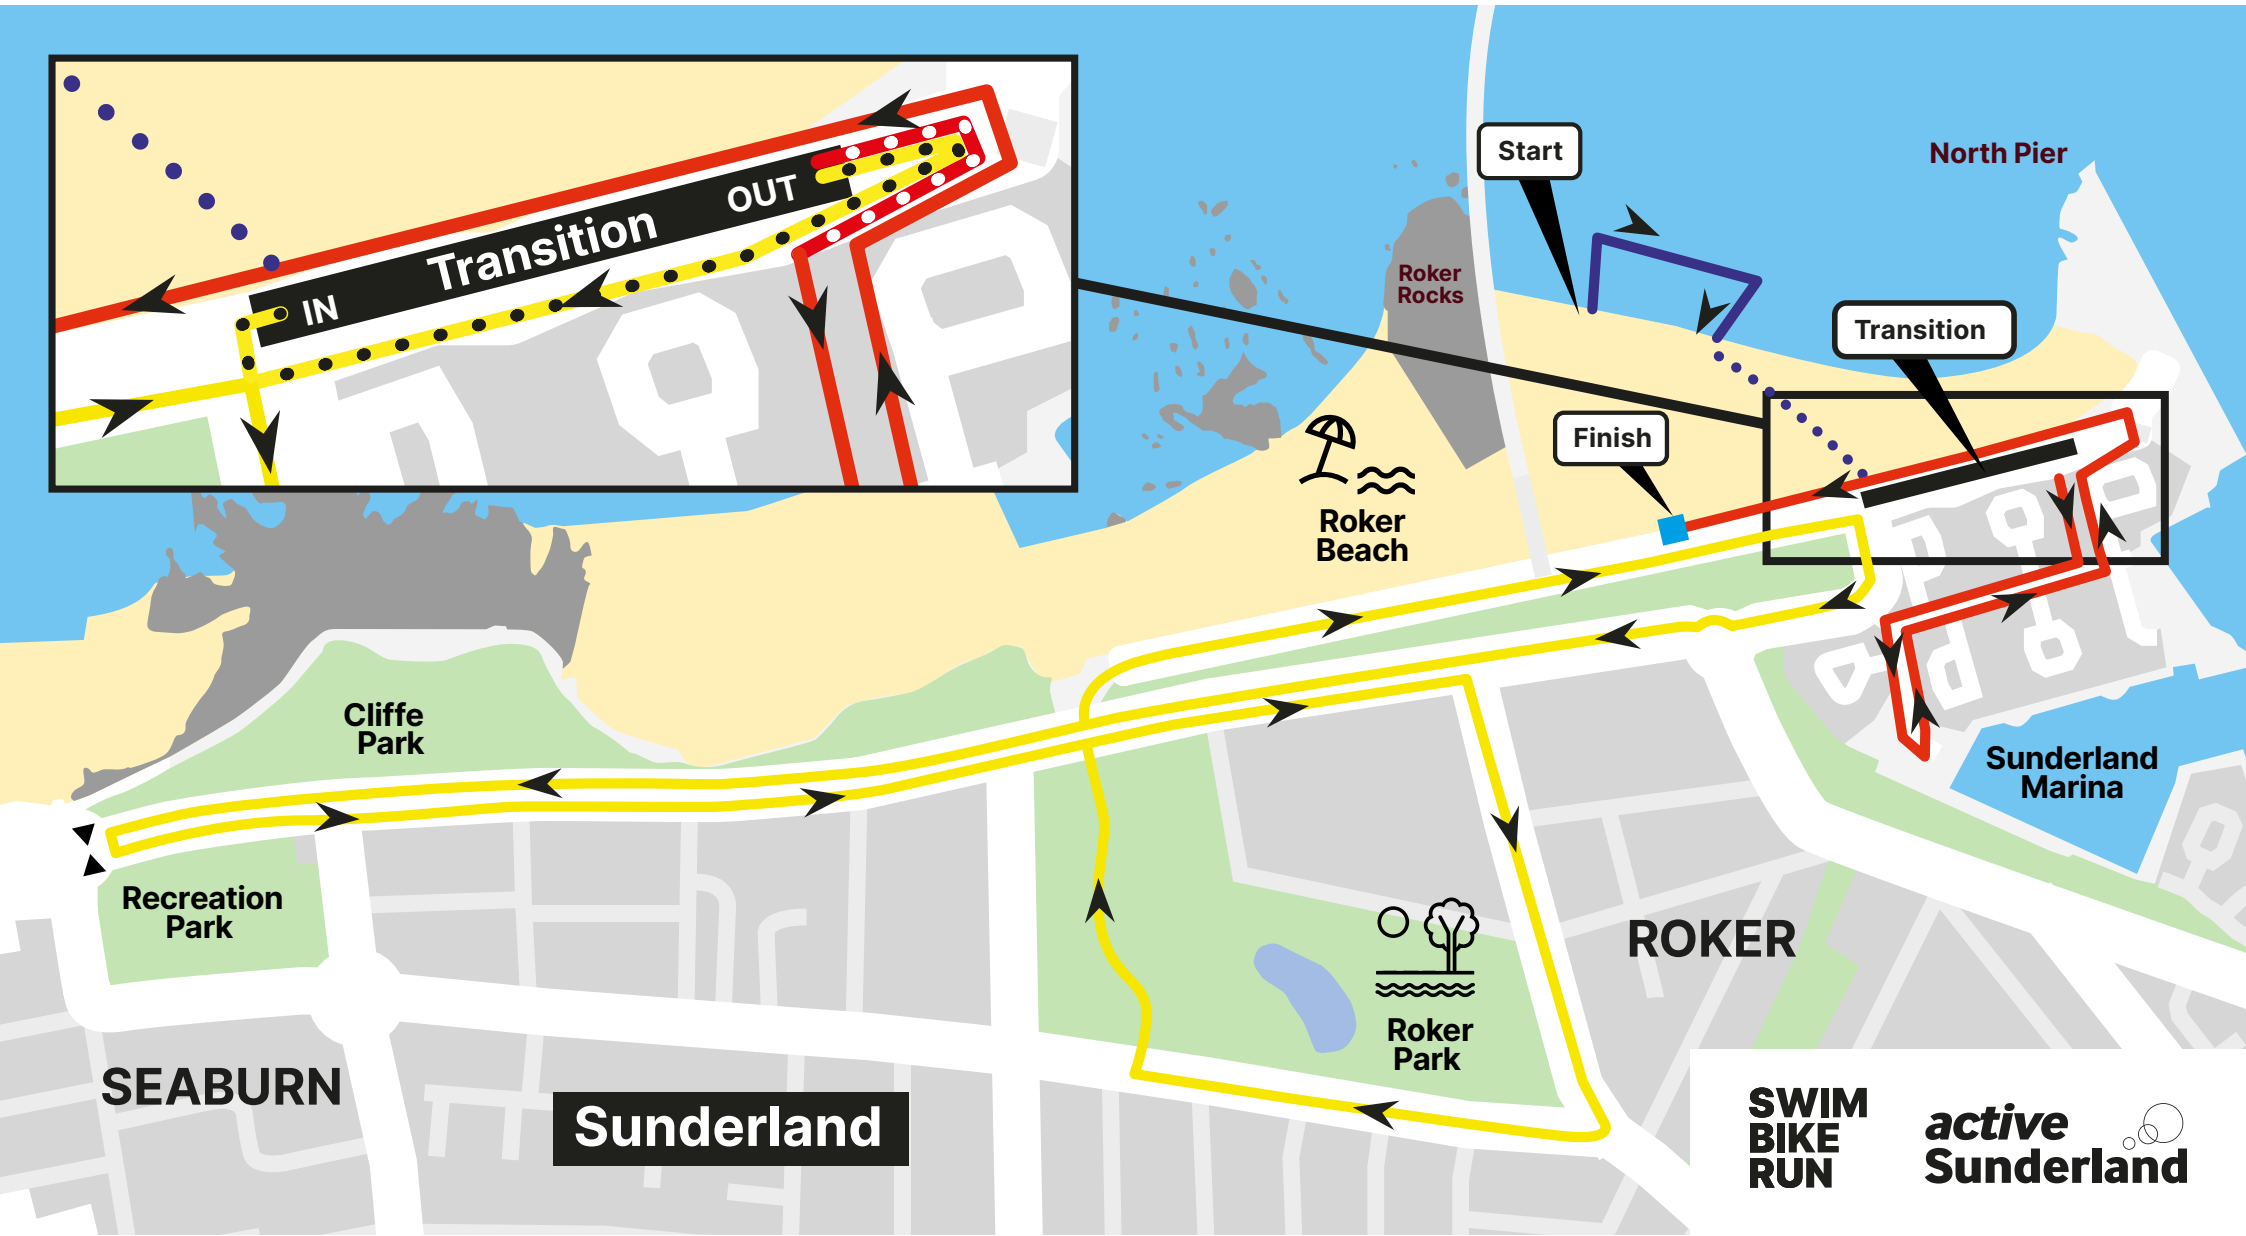 Transition
IN
OUT
Start
North Pier
Roker
Rocks
Transition
Finish
Roker
Beach
Cliffe
Park
Sunderland
Marina
Recreation
Park
ROKER
Roker
Park
SEABURN
Sunderland
SWIM
BIKE
RUN
active
Sunderland